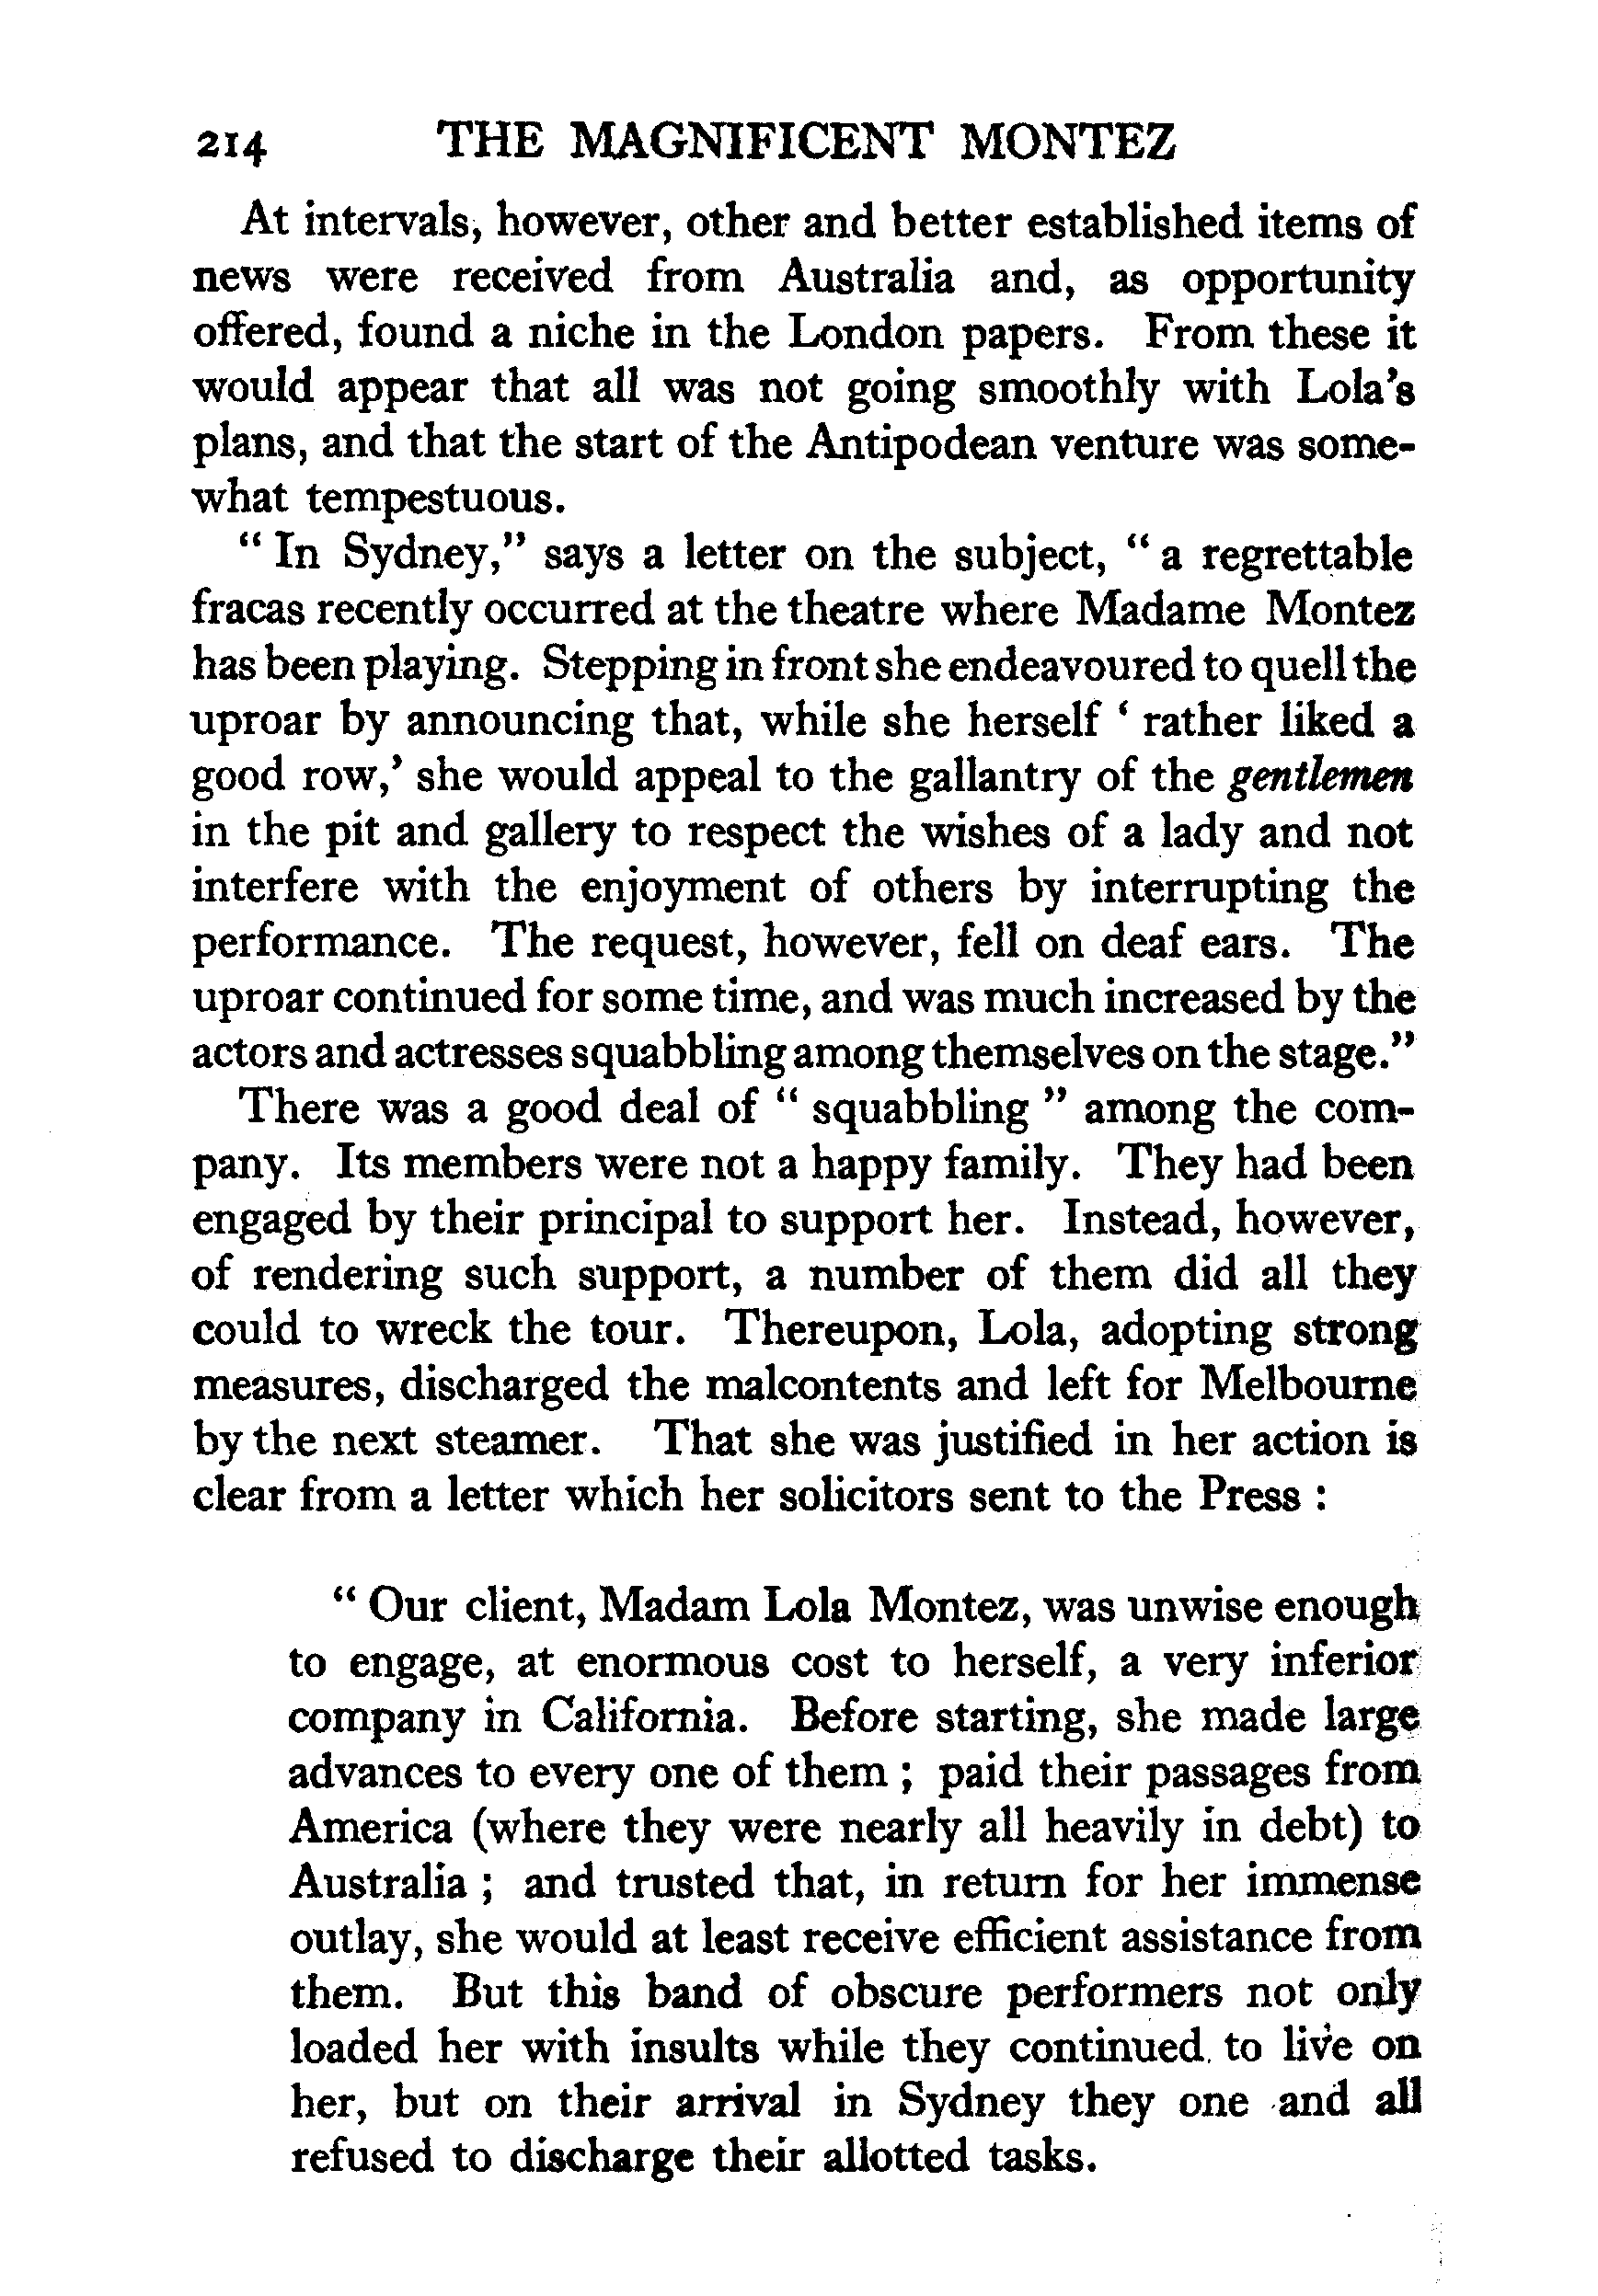 214 THE MAGNIFICENT MONTEZ
At intervals, however, other and better established items of
news were received from Australia and, as opportunity
offered, found a niche in the London papers. From these it
would appear that all was not going smoothly with Lola's
plans, and that the start of the Antipodean venture was some-
what tempestuous.
" In Sydney," says a letter on the subject, " a regrettable
fracas recently occurred at the theatre where Madame Montez
has been playing. Stepping in front she endeavoured to quell the
uproar by announcing that, while she herself ' rather liked a
good row,' she would appeal to the gallantry of the gentlemen
in the pit and gallery to respect the wishes of a lady and not
interfere with the enjoyment of others by interrupting the
performance. The request, however, fell on deaf ears. The
uproar continued for some time, and was much increased by the
actors and actresses squabbling among themselves on the stage."
There was a good deal of " squabbling " among the com-
pany. Its members were not a happy family. They had been
engaged by their principal to support her. Instead, however,
of rendering such support, a number of them did all they
could to wreck the tour. Thereupon, Lola, adopting strong
measures, discharged the malcontents and left for Melbourne
by the next steamer. That she was justified in her action is
clear from a letter which her solicitors sent to the Press :
" Our client, Madam Lola Montez, was unwise enough
to engage, at enormous cost to herself, a very inferior
company in California. Before starting, she made large
advances to every one of them ; paid their passages from
America (where they were nearly all heavily in debt) to
Australia ; and trusted that, in return for her immense
outlay, she would at least receive efficient assistance from
them. But this band of obscure performers not only
loaded her with insults while they continued to live on
her, but on their arrival in Sydney they one and all
refused to discharge their allotted tasks.